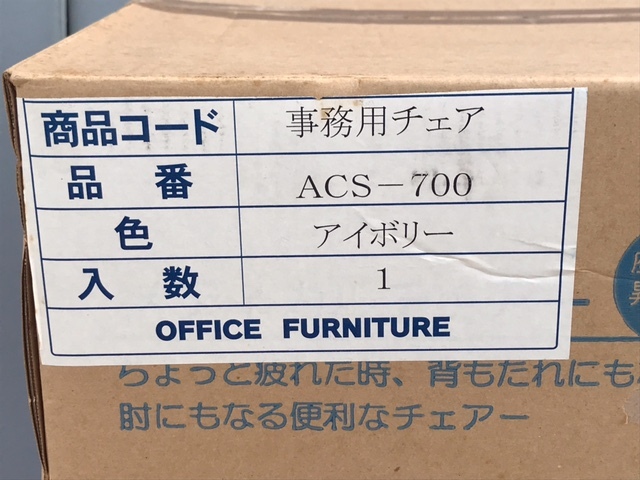 商品コード 事務用チェア
品番 ACS-700
色 アイボリー
入数 1
OFFICE FURNITURE
ちょっと疲れた時、背もたれにも
肘にもなる便利なチェアー